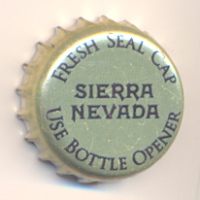 FRESH SEAL CAP
SIERRA
NEVADA
USE BOTTLE OPENER